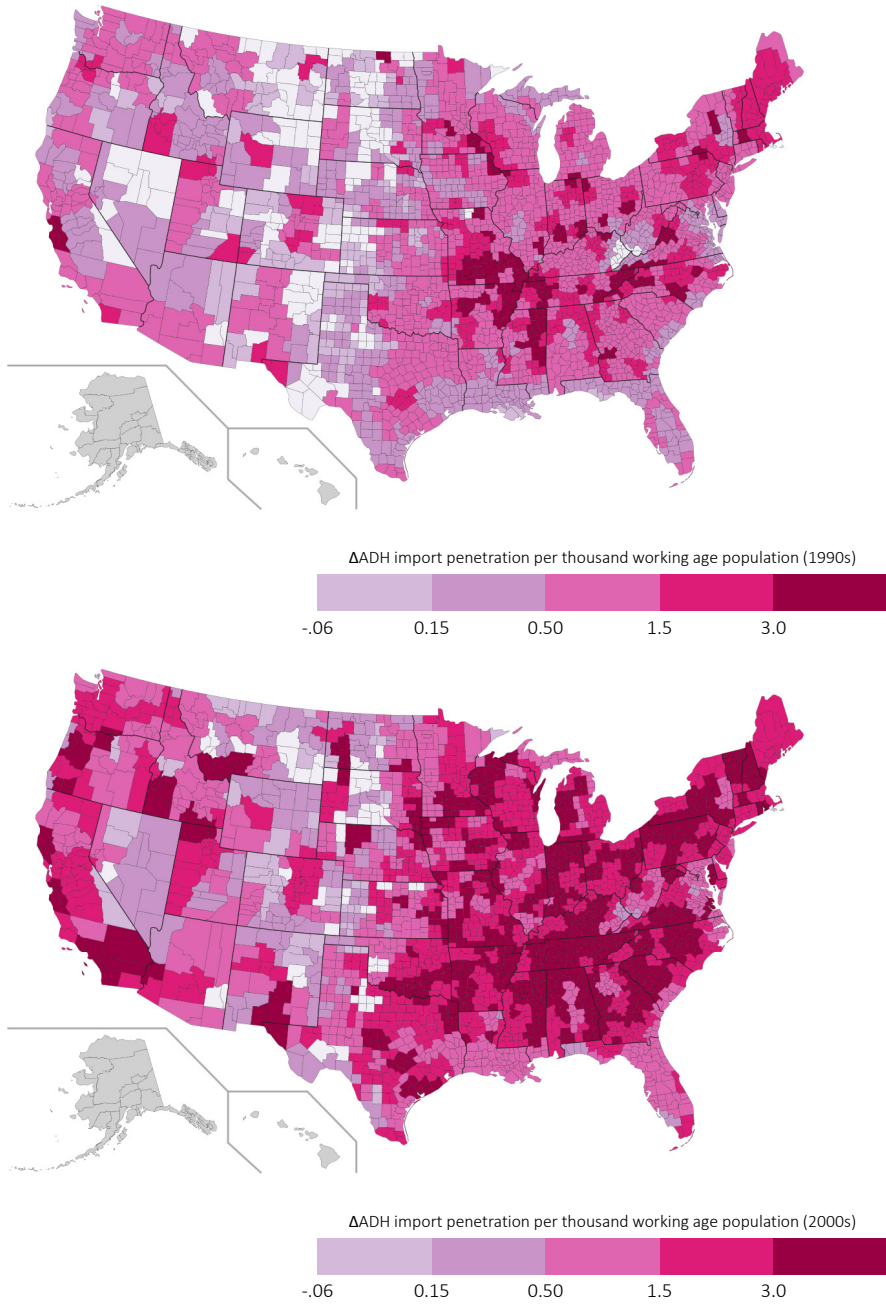 ΔADH import penetration per thousand working age population (1990s)
-.06 0.15 0.50 1.5 3.0
ΔADH import penetration per thousand working age population (2000s)
-.06 0.15 0.50 1.5 3.0